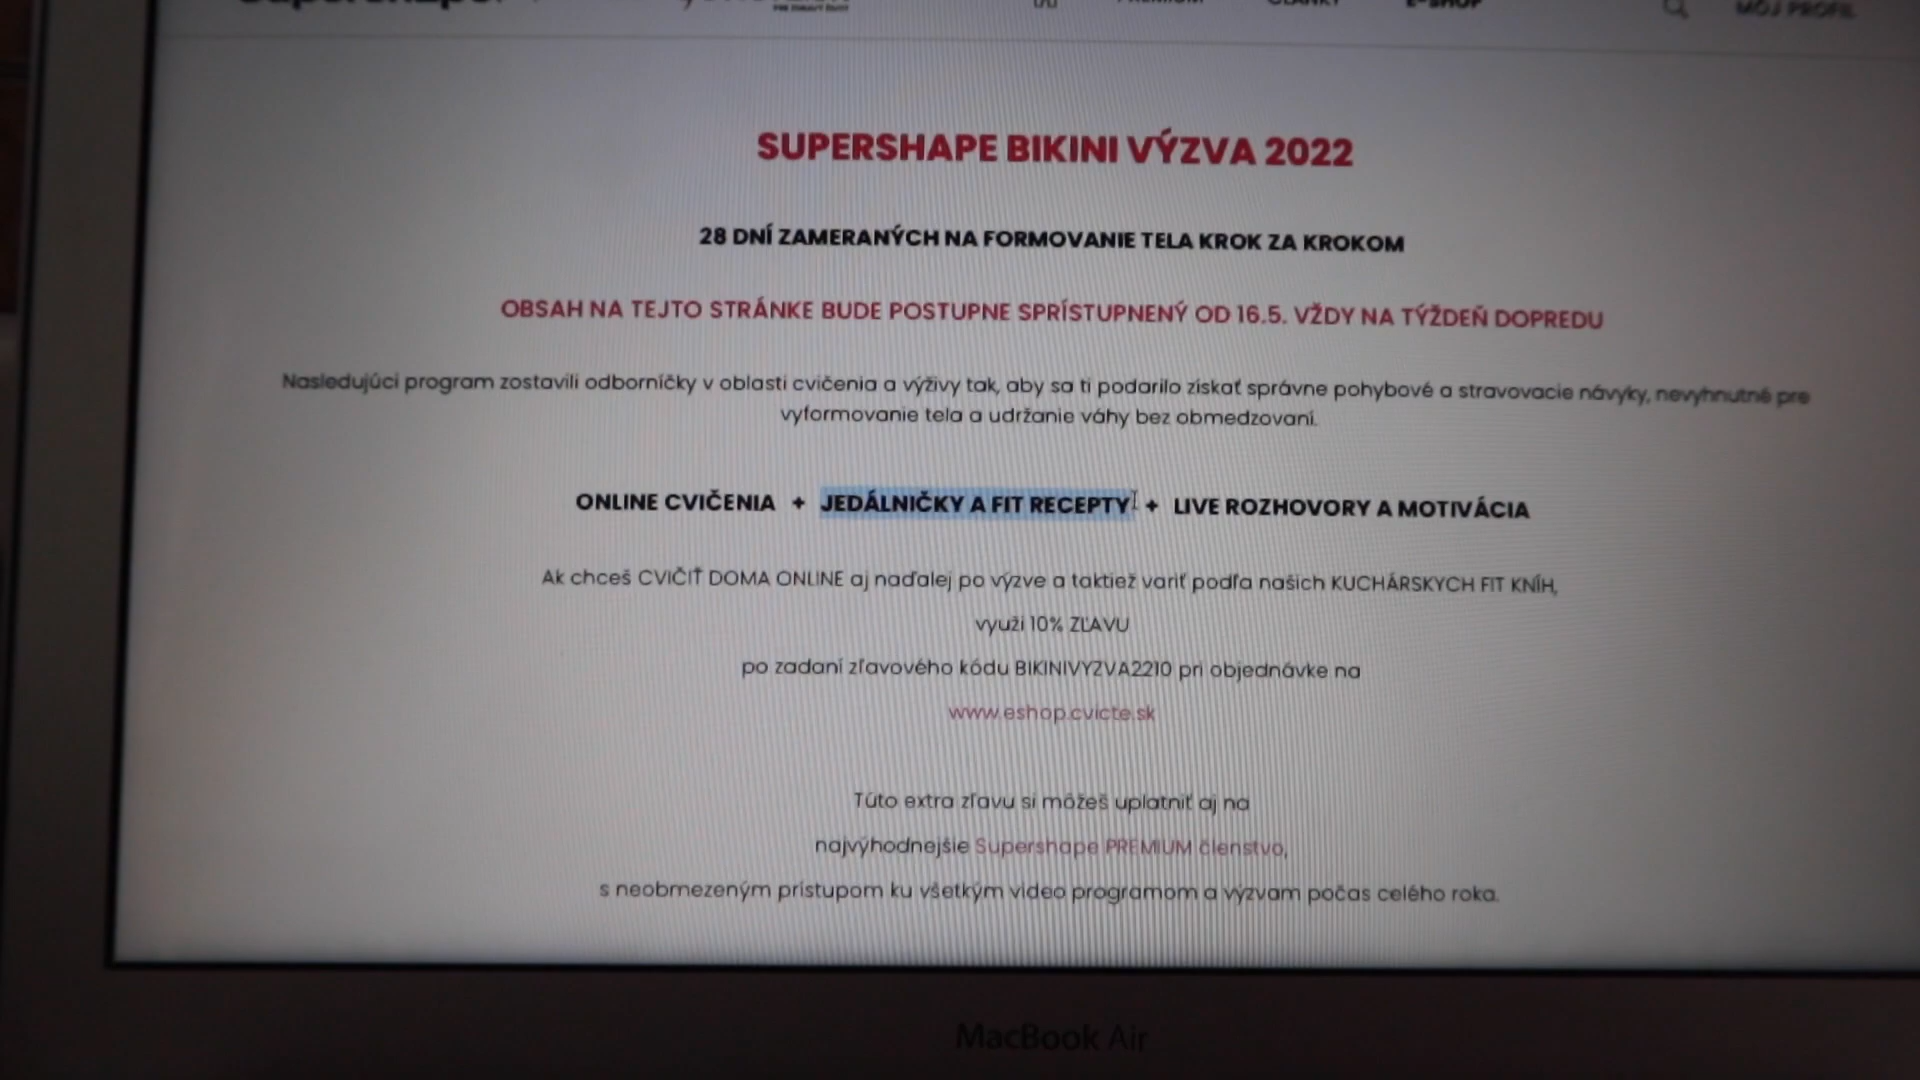 PREMIUM ČLÁNKY E-SHOP MÔJ PROFIL
SUPERSHAPE BIKINI VÝZVA 2022
28 DNÍ ZAMERANÝCH NA FORMOVANIE TELA KROK ZA KROKOM
OBSAH NA TEJTO STRÁNKE BUDE POSTUPNE SPRÍSTUPNENÝ OD 16.5. VŽDY NA TÝŽDEŇ DOPREDU
Nasledujúci program zostavili odborníčky v oblasti cvičenia a výživy tak, aby sa ti podarilo získať správne pohybové a stravovacie návyky, nevyhnutné pre
vyformovanie tela a udržanie váhy bez obmedzovaní.
ONLINE CVIČENIA + JEDÁLNIČKY A FIT RECEPTY + LIVE ROZHOVORY A MOTIVÁCIA
Ak chceš CVIČIŤ DOMA ONLINE aj naďalej po výzve a taktiež variť podľa našich KUCHÁRSKYCH FIT KNÍH,
využi 10% ZĽAVU
po zadaní zľavového kódu BIKINIVYZVA2210 pri objednávke na
www.eshop.cvicte.sk
Túto extra zľavu si môžeš uplatniť aj na
najvýhodnejšie Supershape PREMIUM členstvo,
s neobmezeným prístupom ku všetkým video programom a výzvam počas celého roka.
MacBook Air